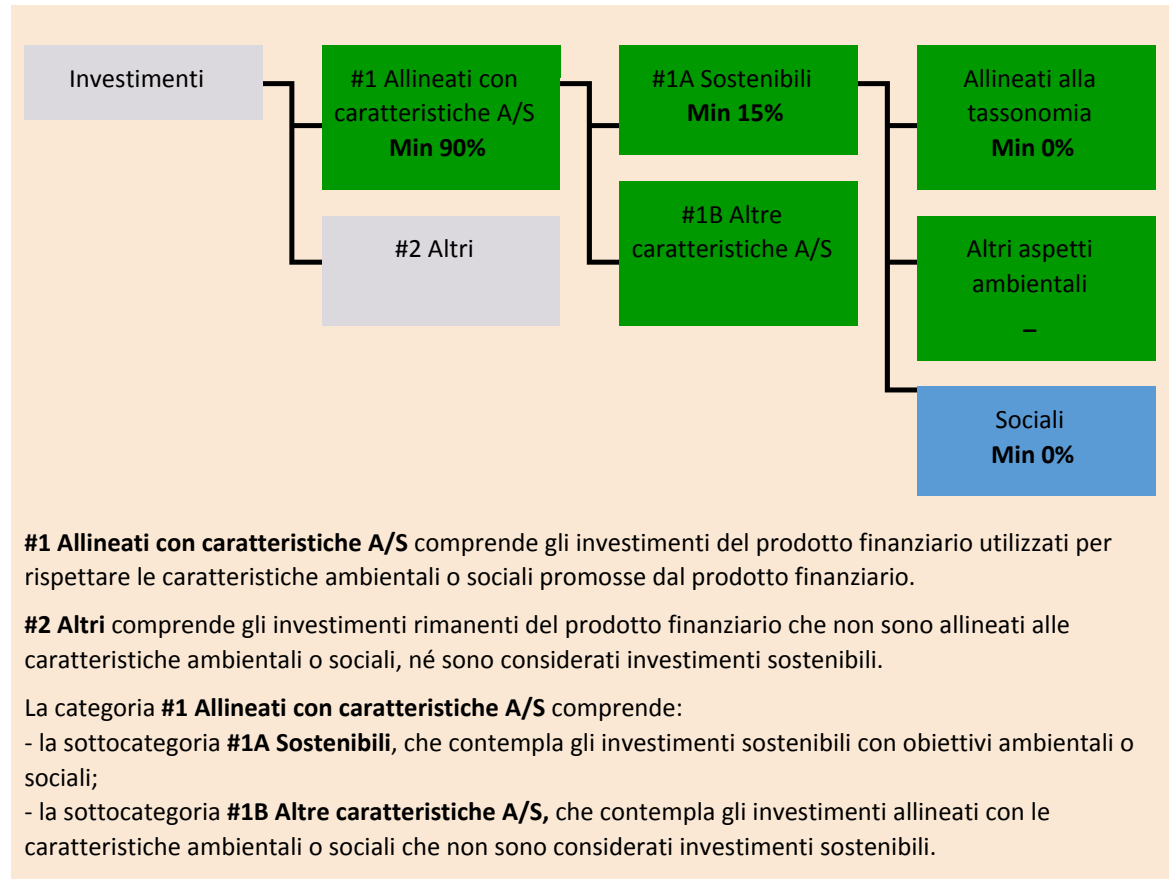 Investimenti
#1 Allineati con
caratteristiche A/S
Min 90%
#2 Altri
#1A Sostenibili
Min 15%
#1B Altre
caratteristiche A/S
Allineati alla
tassonomia
Min 0%
Altri aspetti
ambientali
–
Sociali
Min 0%
#1 Allineati con caratteristiche A/S comprende gli investimenti del prodotto finanziario utilizzati per
rispettare le caratteristiche ambientali o sociali promosse dal prodotto finanziario.
#2 Altri comprende gli investimenti rimanenti del prodotto finanziario che non sono allineati alle
caratteristiche ambientali o sociali, né sono considerati investimenti sostenibili.
La categoria #1 Allineati con caratteristiche A/S comprende:
- la sottocategoria #1A Sostenibili, che contempla gli investimenti sostenibili con obiettivi ambientali o
sociali;
- la sottocategoria #1B Altre caratteristiche A/S, che contempla gli investimenti allineati con le
caratteristiche ambientali o sociali che non sono considerati investimenti sostenibili.